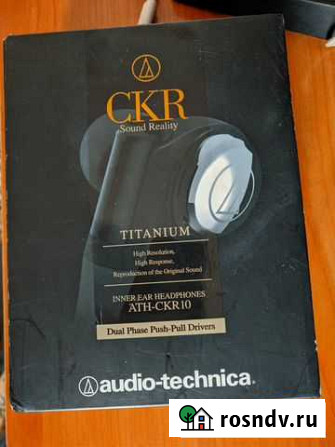 CKR
Sound Reality
TITANIUM
High Resolution,
High Response,
Reproduction of the Original Sound
INNER EAR HEADPHONES
ATH-CKR10
Dual Phase Push-Pull Drivers
audio-technica.
rosndv.ru